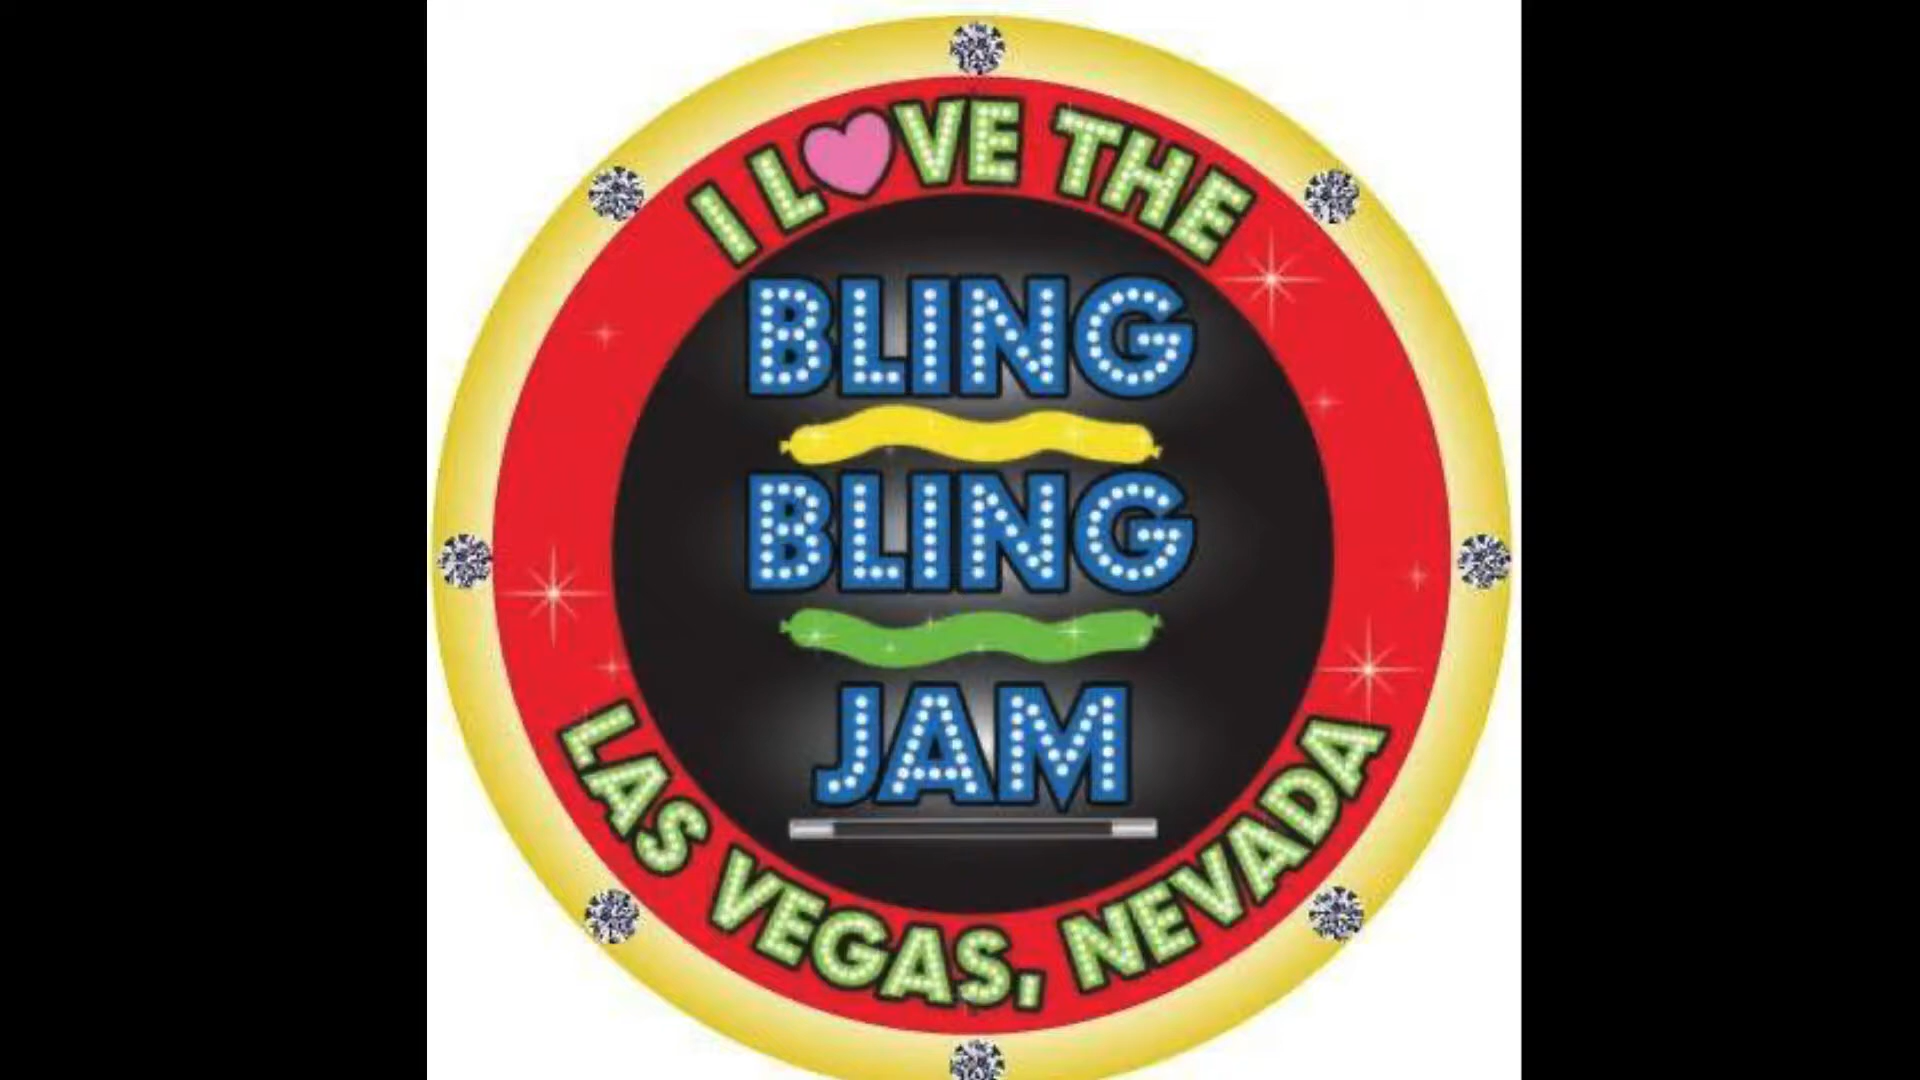 I LOVE THE
BLING
BLING
JAM
LAS VEGAS, NEVADA